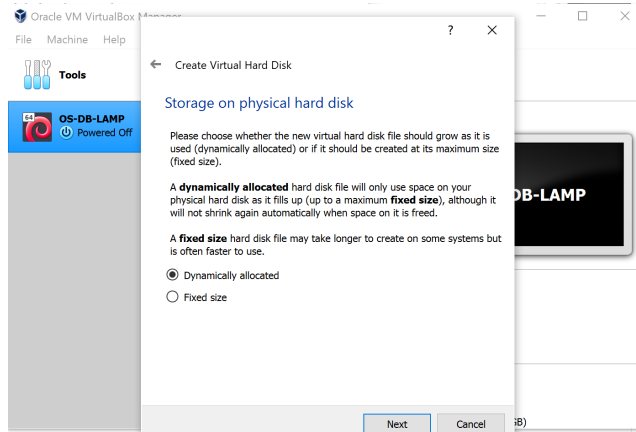 Oracle VM VirtualBox Manager
File Machine Help
? ×
Create Virtual Hard Disk
Tools
Storage on physical hard disk
64
OS-DB-LAMP
Powered Off
Please choose whether the new virtual hard disk file should grow as it is
used (dynamically allocated) or if it should be created at its maximum size
(fixed size).
A dynamically allocated hard disk file will only use space on your
physical hard disk as it fills up (up to a maximum fixed size), although it
will not shrink again automatically when space on it is freed.
DB-LAMP
A fixed size hard disk file may take longer to create on some systems but
is often faster to use.
Dynamically allocated
Fixed size
Next Cancel
GB)